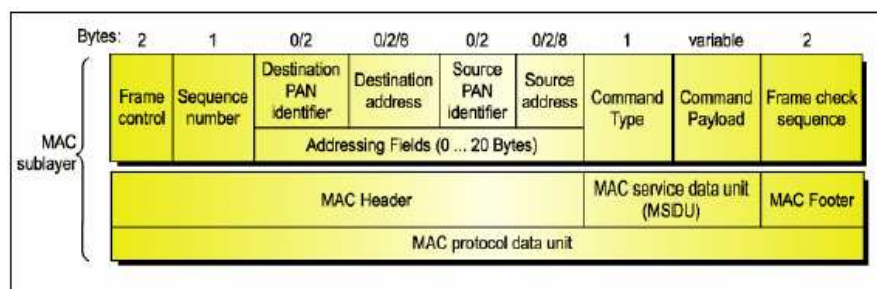 Bytes: 2 1 0/2 0/2/8 0/2 0/2/8 1 variable 2
MAC sublayer
Frame control
Sequence number
Destination PAN identifier
Destination address
Source PAN identifier
Source address
Command Type
Command Payload
Frame check sequence
Addressing Fields (0 ... 20 Bytes)
MAC Header
MAC service data unit
(MSDU)
MAC Footer
MAC protocol data unit